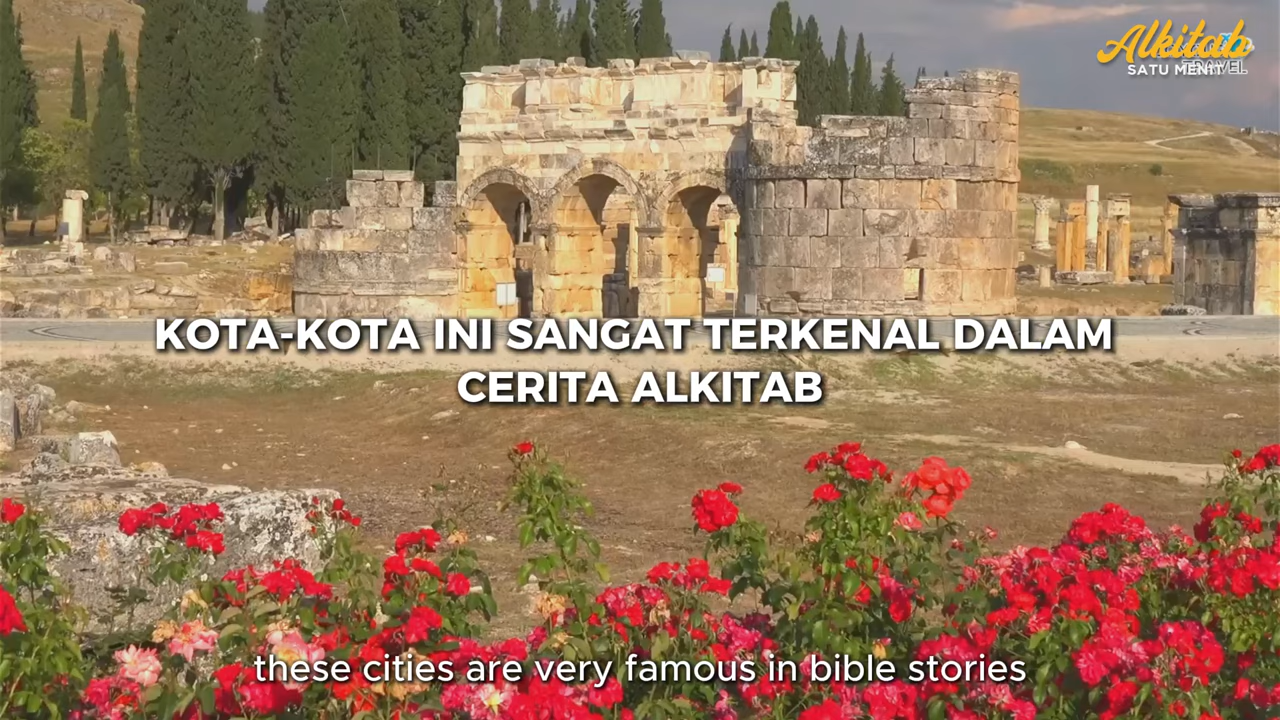 Alkitab
SATU MENIT
TRAVEL
KOTA-KOTA INI SANGAT TERKENAL DALAM
CERITA ALKITAB
these cities are very famous in bible stories